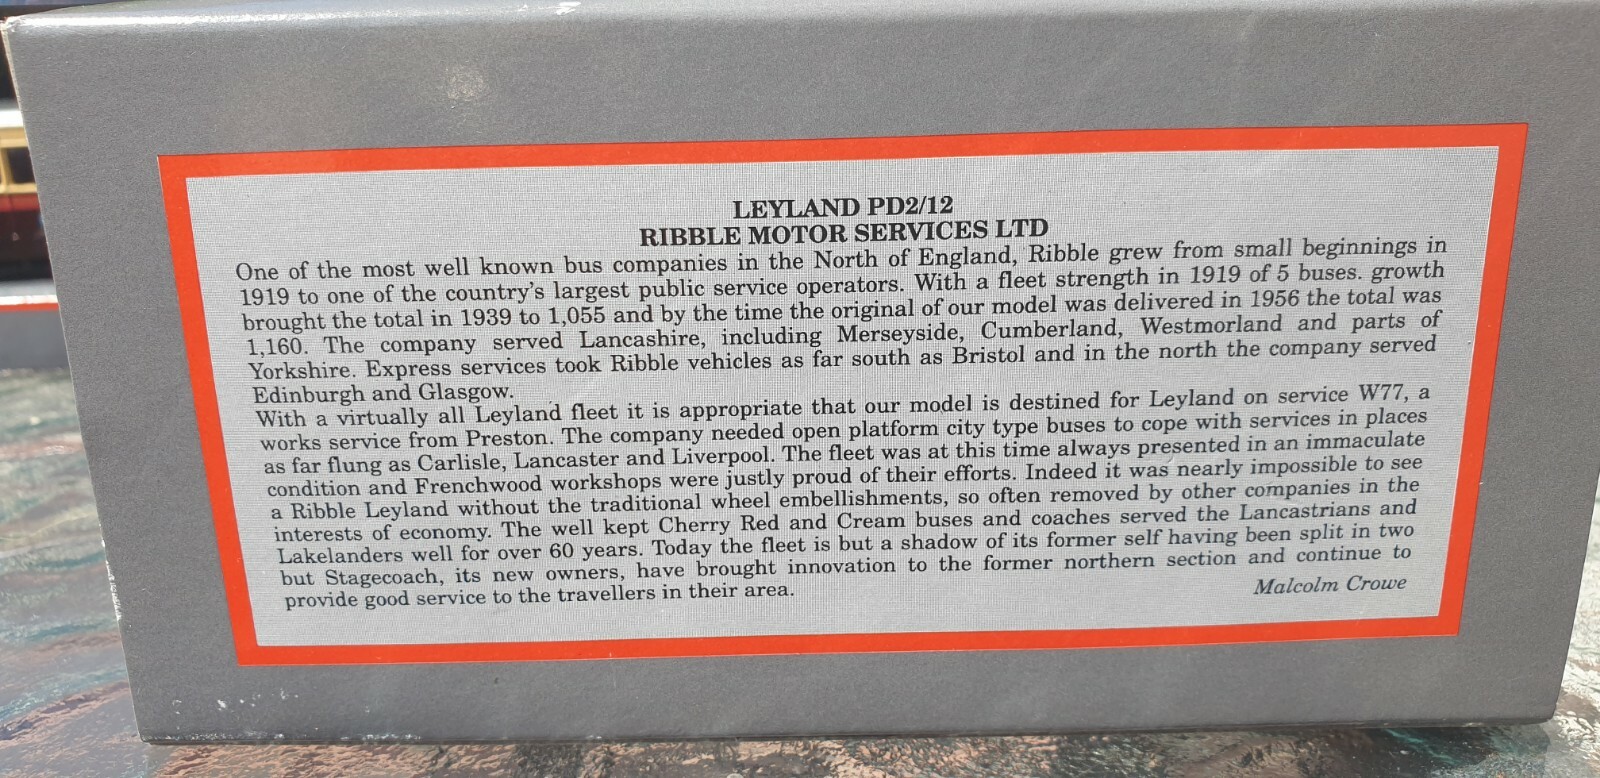 LEYLAND PD2/12
RIBBLE MOTOR SERVICES LTD
One of the most well known bus companies in the North of England, Ribble grew from small beginnings in
1919 to one of the country's largest public service operators. With a fleet strength in 1919 of 5 buses. growth
brought the total in 1939 to 1,055 and by the time the original of our model was delivered in 1956 the total was
1,160. The company served Lancashire, including Merseyside, Cumberland, Westmorland and parts of
Yorkshire. Express services took Ribble vehicles as far south as Bristol and in the north the company served
Edinburgh and Glasgow.
With a virtually all Leyland fleet it is appropriate that our model is destined for Leyland on service W77, a
works service from Preston. The company needed open platform city type buses to cope with services in places
as far flung as Carlisle, Lancaster and Liverpool. The fleet was at this time always presented in an immaculate
condition and Frenchwood workshops were justly proud of their efforts. Indeed it was nearly impossible to see
a Ribble Leyland without the traditional wheel embellishments, so often removed by other companies in the
interests of economy. The well kept Cherry Red and Cream buses and coaches served the Lancastrians and
Lakelanders well for over 60 years. Today the fleet is but a shadow of its former self having been split in two
but Stagecoach, its new owners, have brought innovation to the former northern section and continue to
provide good service to the travellers in their area.
Malcolm Crowe